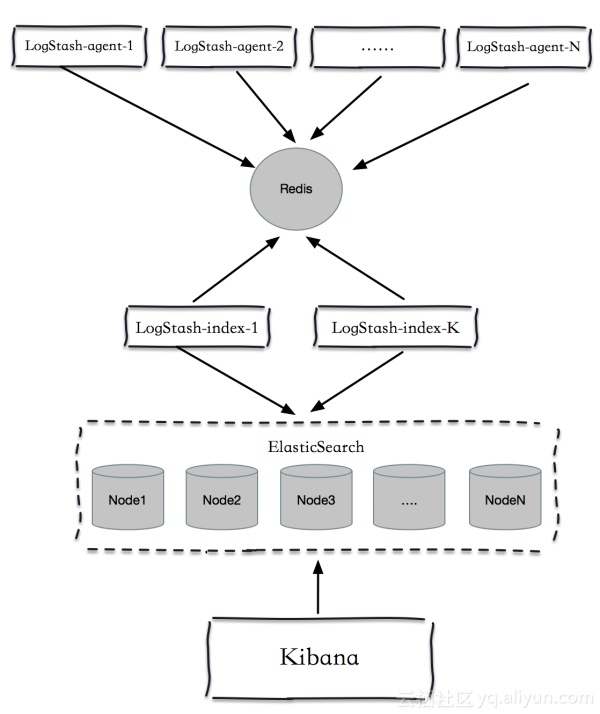 LogStash-agent-1
LogStash-agent-2
……
LogStash-agent-N
Redis
LogStash-index-1
LogStash-index-K
ElasticSearch
Node1
Node2
Node3
....
NodeN
Kibana
云栖社区 yq.aliyun.com